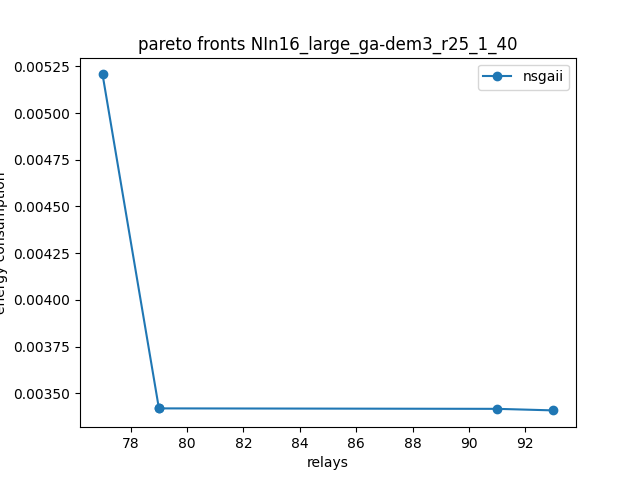 pareto fronts NIn16_large_ga-dem3_r25_1_40
nsgaii
0.00525
0.00500
0.00475
0.00450
0.00425
0.00400
0.00375
0.00350
energy consumption
78 80 82 84 86 88 90 92
relays